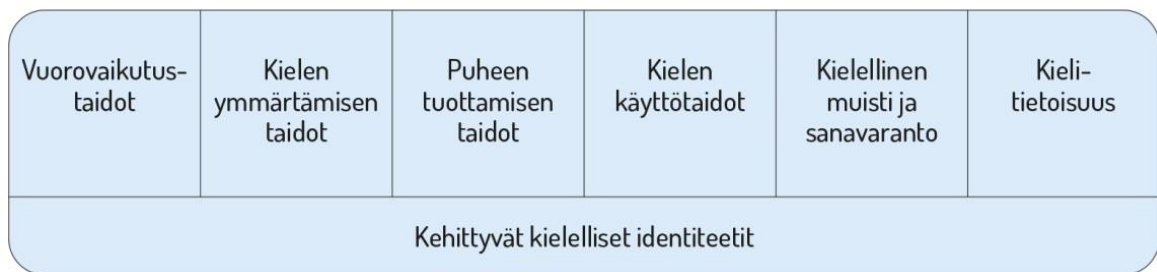 Vuorovaikutus-
taidot
Kielen
ymmärtämisen
taidot
Puheen
tuottamisen
taidot
Kielen
käyttötaidot
Kielellinen
muisti ja
sanavaranto
Kieli-
tietoisuus
Kehittyvät kielelliset identiteetit